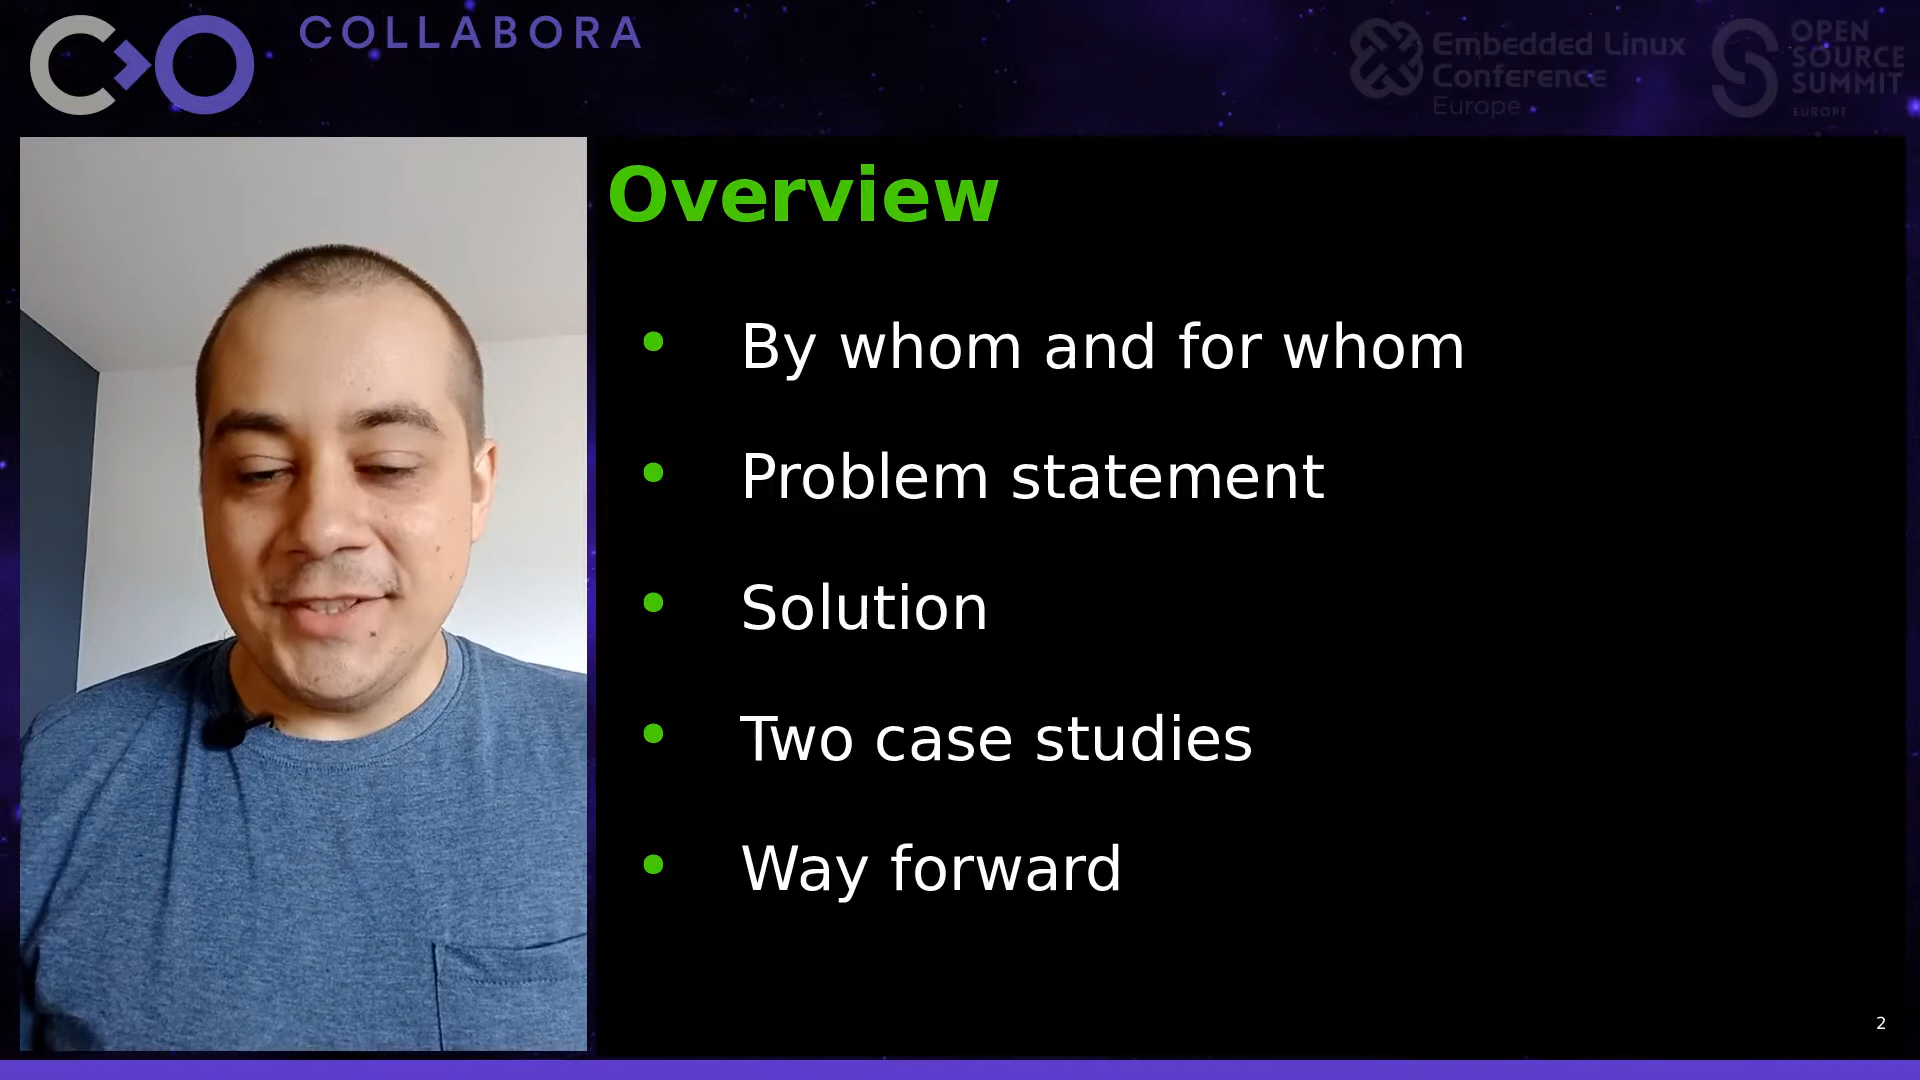 COLLABORA
Embedded Linux
Conference
Europe
OPEN
SOURCE
SUMMIT
EUROPE
Overview
• By whom and for whom
• Problem statement
• Solution
• Two case studies
• Way forward
2